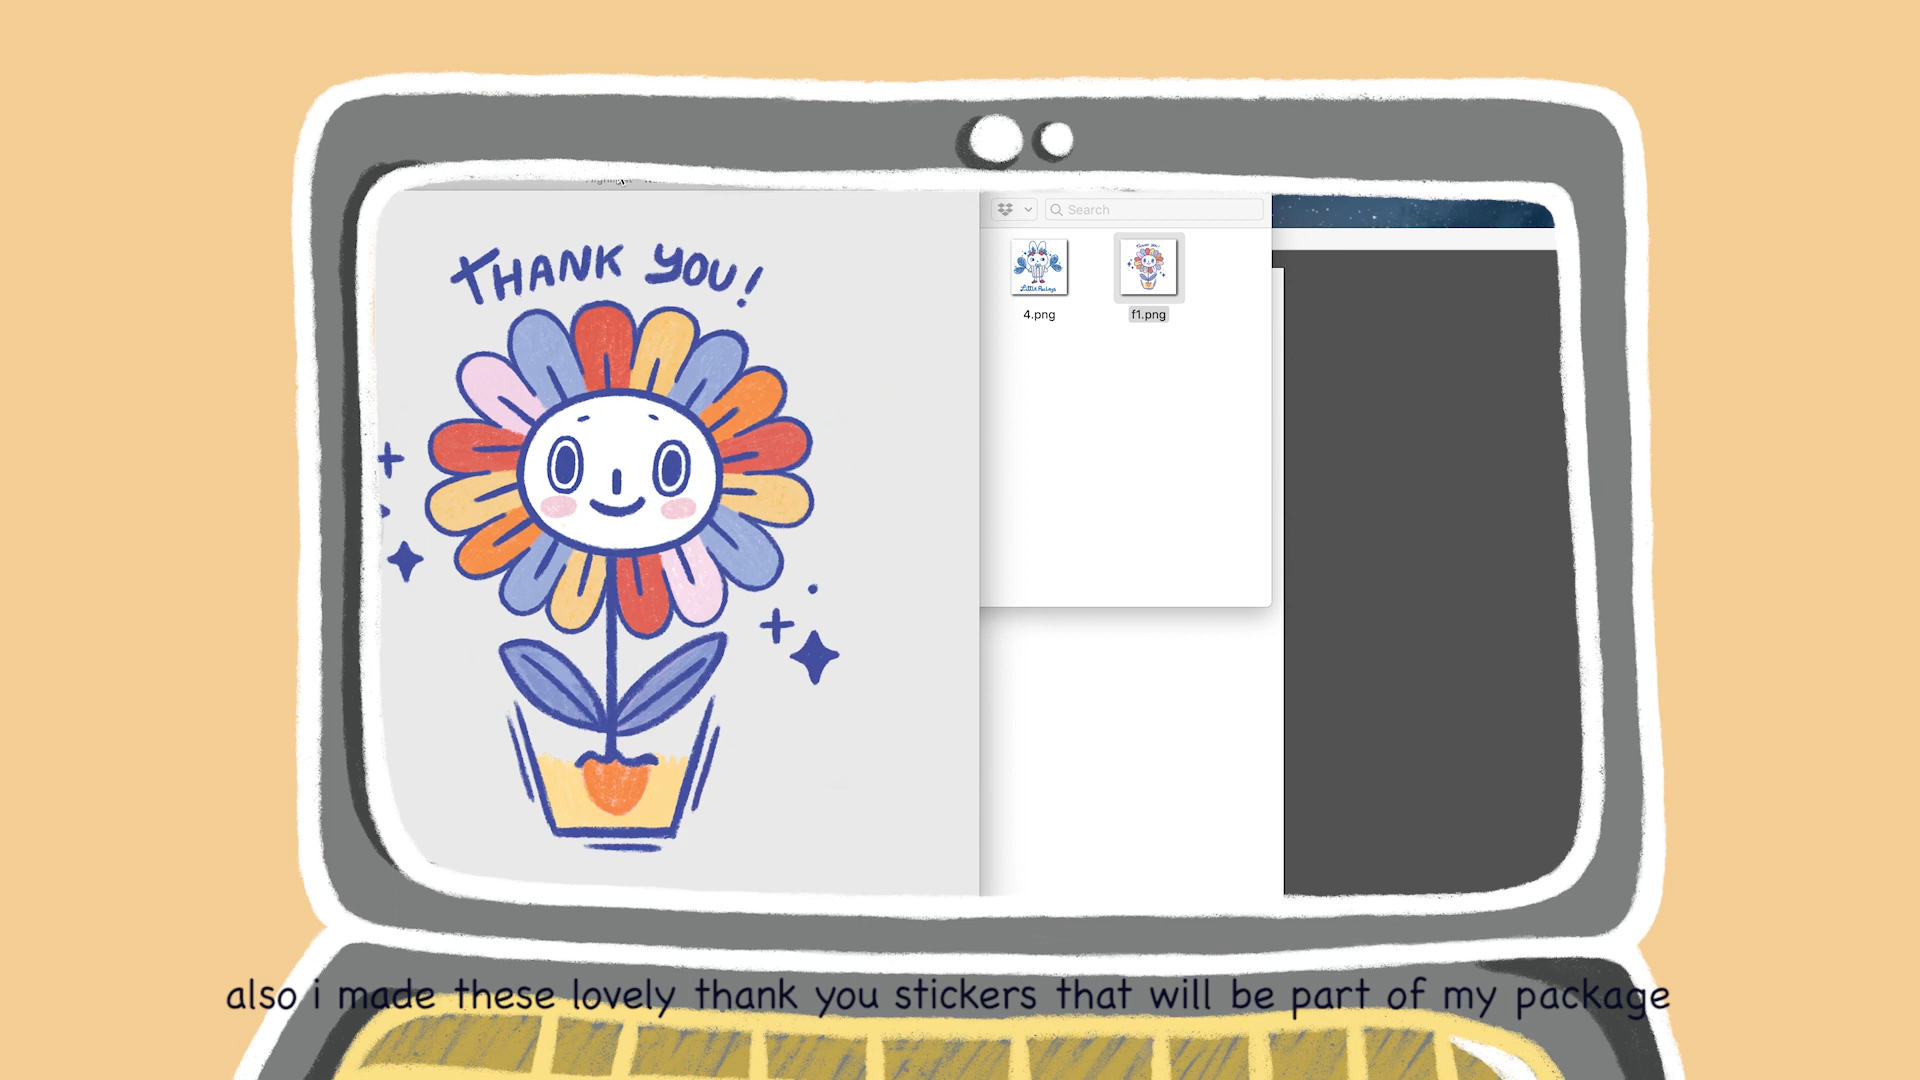 THANK YOU!
Search
4.png
f1.png
also i made these lovely thank you stickers that will be part of my package